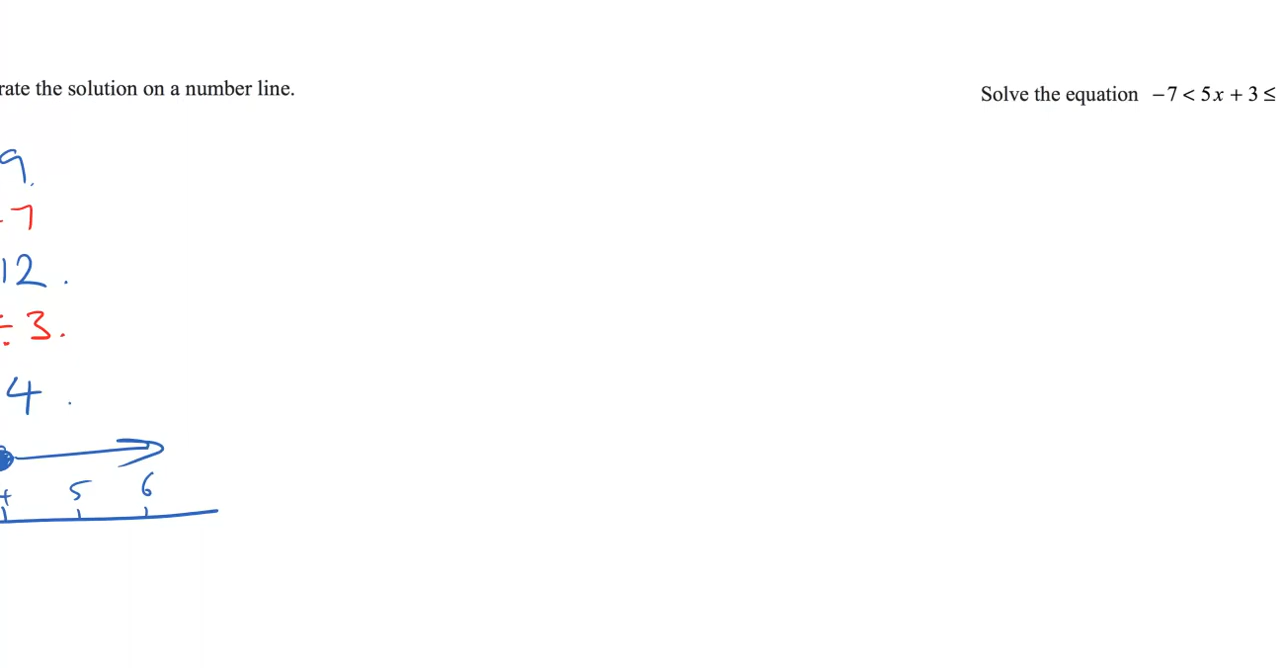 rate the solution on a number line.
Solve the equation −7 < 5x + 3 ≤
9.
-7
12.
÷ 3.
4.
4 5 6